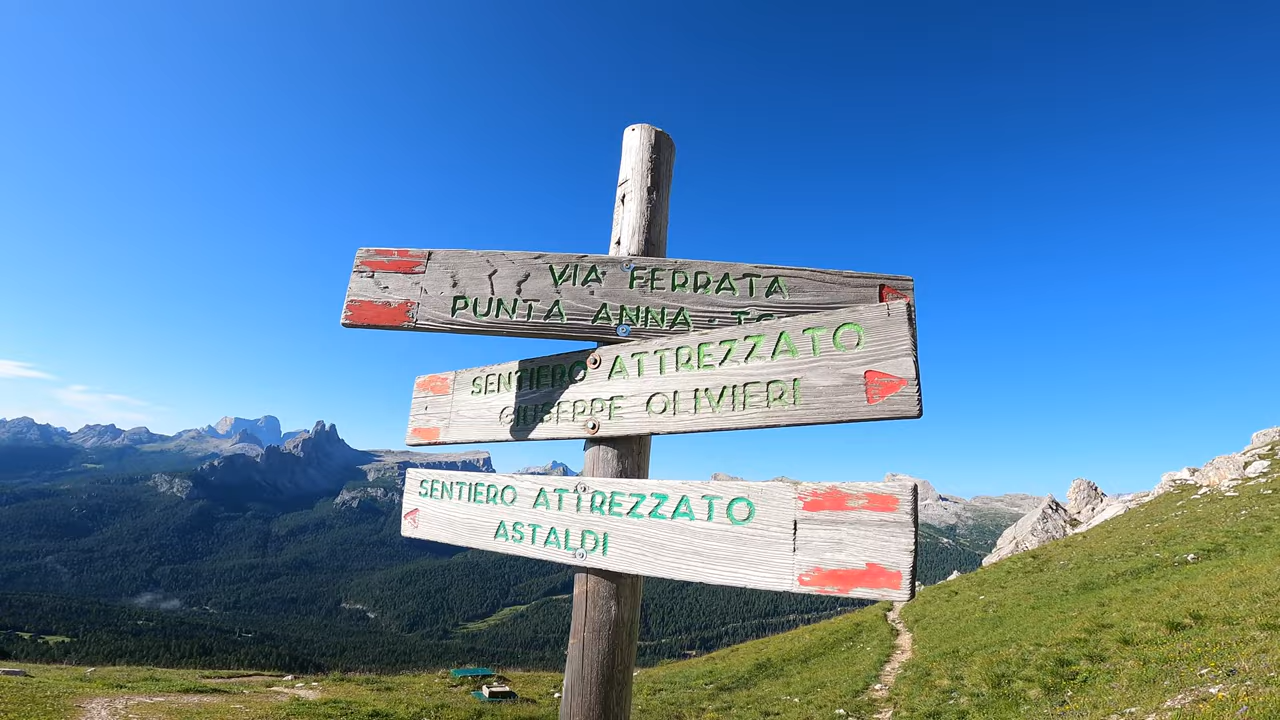 VIA FERRATA
PUNTA ANNA -
SENTIERO ATTREZZATO
GIUSEPPE OLIVIERI
SENTIERO ATTREZZATO
ASTALDI